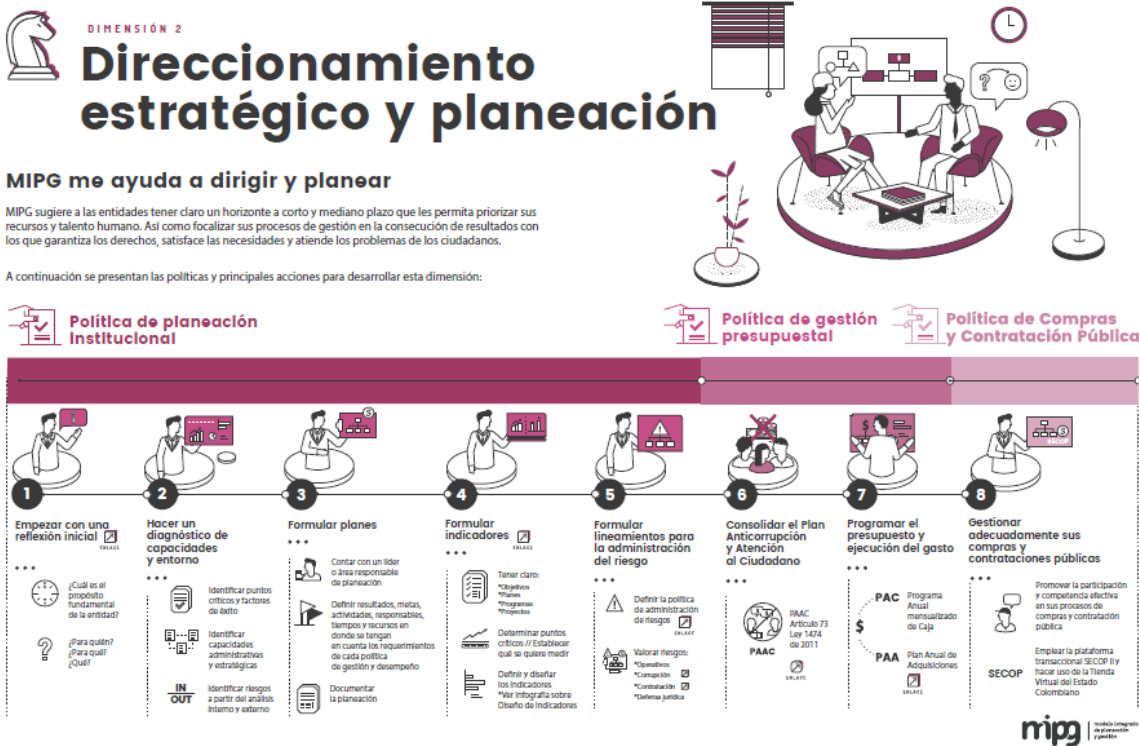 DIMENSIÓN 2
Direccionamiento
estratégico y planeación
MIPG me ayuda a dirigir y planear
MIPG sugiere a las entidades tener claro un horizonte a corto y mediano plazo que les permita priorizar sus
recursos y talento humano. Así como focalizar sus procesos de gestión en la consecución de resultados con
los que garantiza los derechos, satisface las necesidades y atiende los problemas de los ciudadanos.
A continuación se presentan las políticas y principales acciones para desarrollar esta dimensión:
$
?
Política de planeación
Institucional
Política de gestión
presupuestal
Política de Compras
y Contratación Pública
1
Empezar con una
reflexión inicial
ENLACE
¿Cuál es el
propósito
fundamental
de la entidad?
?
¿Para quién?
¿Para qué?
¿Qué?
2
Hacer un
diagnóstico de
capacidades
y entorno
Identificar puntos
críticos y factores
de éxito
Identificar
capacidades
administrativas
y estratégicas
IN
OUT
Identificar riesgos
a partir del análisis
interno y externo
$
3
Formular planes
Contar con un líder
o área responsable
de planeación
Definir resultados, metas,
actividades, responsables,
tiempos y recursos en
donde se tengan
en cuenta los requerimientos
de cada política
de gestión y desempeño
Documentar
la planeación
4
Formular
indicadores
ENLACE
Tener claro:
*Objetivos
*Planes
*Programas
*Proyectos
Determinar puntos
críticos // Establecer
qué se quiere medir
Definir y diseñar
los indicadores
*Ver infografía sobre
Diseño de Indicadores
5
Formular
lineamientos para
la administración
del riesgo
Definir la política
de administración
de riesgos
ENLACE
Valorar riesgos:
*Operativos
*Corrupción
*Contratación
*Defensa jurídica
6
Consolidar el Plan
Anticorrupción
y Atención
al Ciudadano
PAAC
PAAC
Artículo 73
Ley 1474
de 2011
ENLACE
$
7
Programar el
presupuesto y
ejecución del gasto
PAC
Programa
Anual
mensualizado
de Caja
$
PAA
Plan Anual de
Adquisiciones
ENLACE
$
SECOP
8
Gestionar
adecuadamente sus
compras y
contrataciones públicas
Promover la participación
y competencia efectiva
en sus procesos de
compras y contratación
pública
SECOP
Emplear la plataforma
transaccional SECOP II y
hacer uso de la Tienda
Virtual del Estado
Colombiano
mipg
modelo integrado
de planeación
y gestión